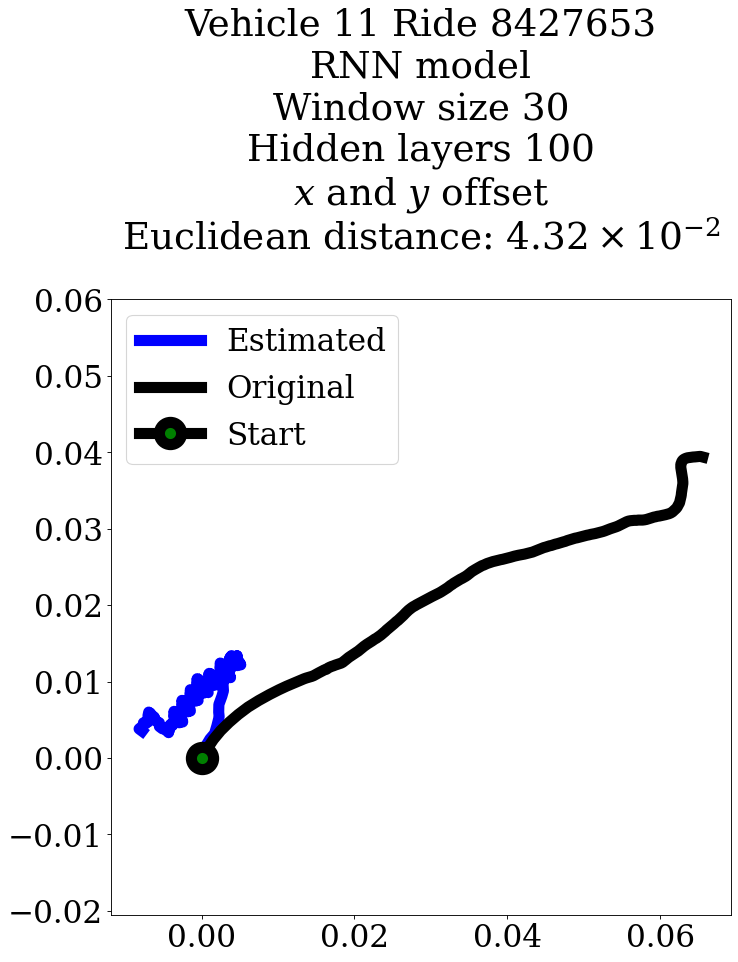 Vehicle 11 Ride 8427653
RNN model
Window size 30
Hidden layers 100
x and y offset
Euclidean distance: 4.32 × 10⁻²
0.06
0.05
0.04
0.03
0.02
0.01
0.00
−0.01
−0.02
Estimated
Original
Start
0.00 0.02 0.04 0.06